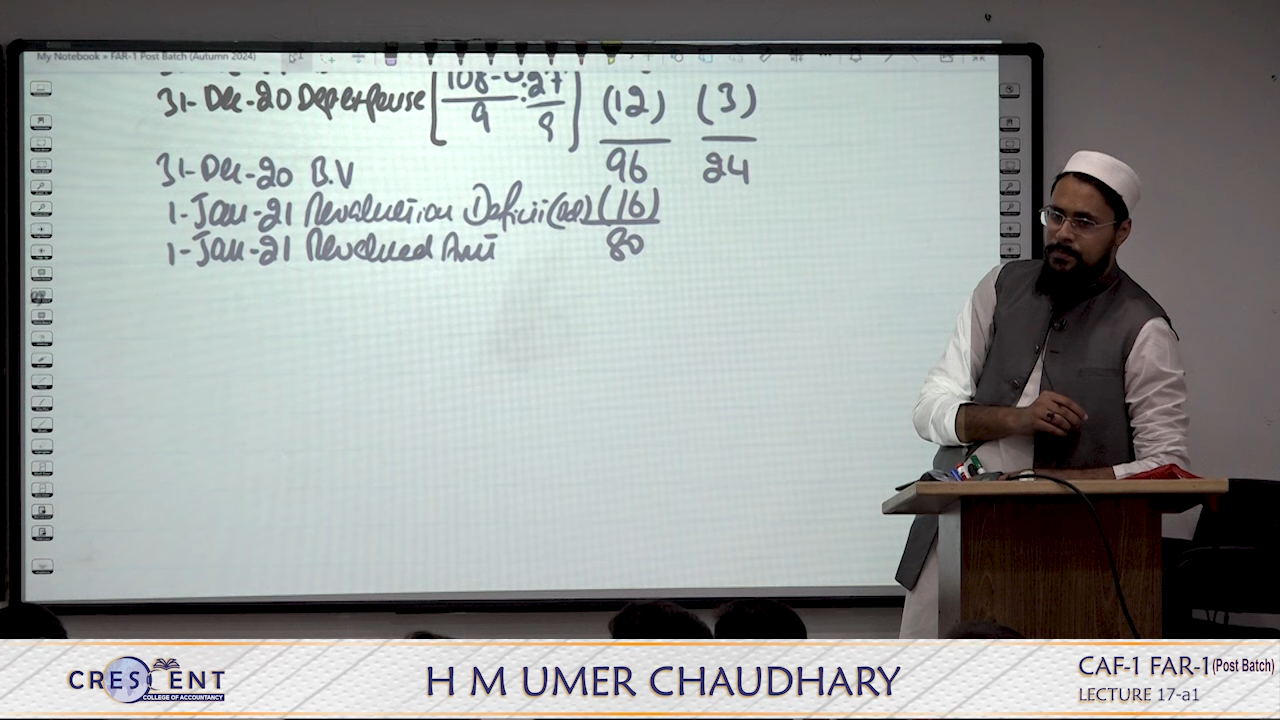 My Notebook » FAR-1 Post Batch (Autumn 2024)
31-Dec-20 Dep expense [108-0/9 : 27/9] (12) (3)
31-Dec-20 B.V 96 24
1-Jan-21 Revaluation Deficit (16)
1-Jan-21 Revalued Amt 80
CRESCENT
COLLEGE OF ACCOUNTANCY
H M UMER CHAUDHARY
CAF-1 FAR-1 (Post Batch)
LECTURE 17-a1